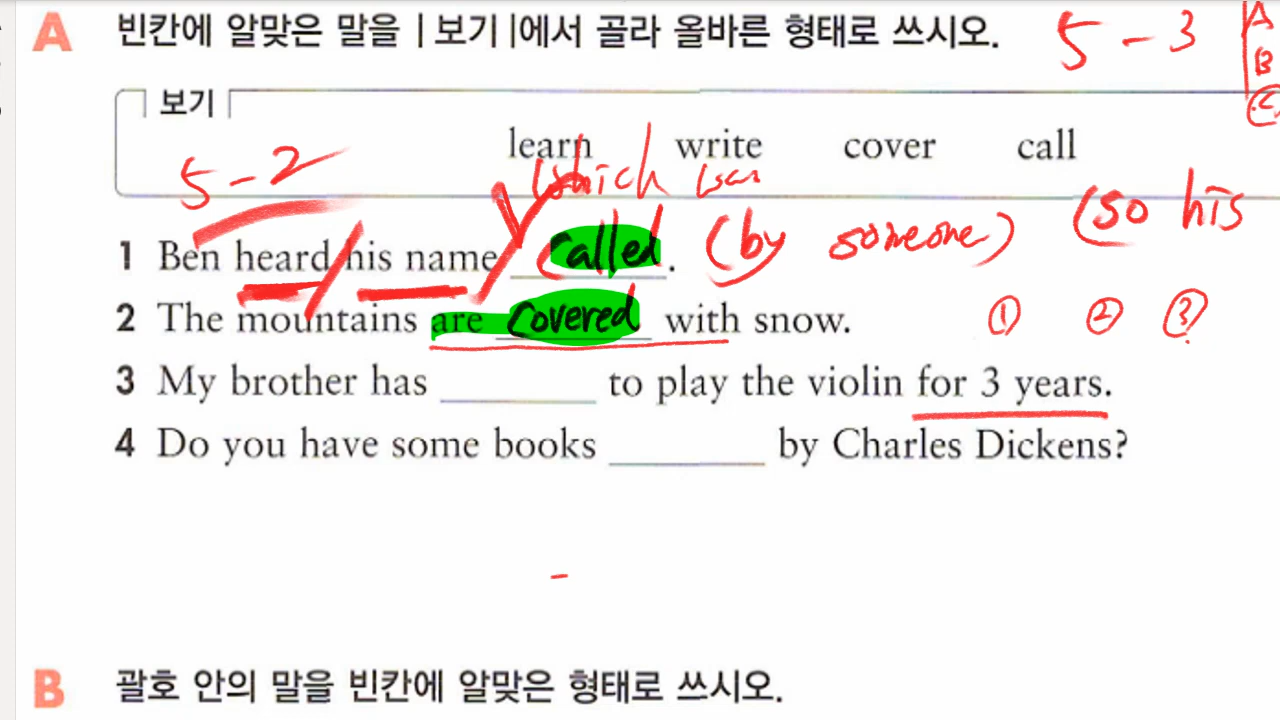 A 빈칸에 알맞은 말을 | 보기 |에서 골라 올바른 형태로 쓰시오. 5-3 A
B
C
보기
learn write cover call
5-2 which
(so his
1 Ben heard his name called. (by someone)
2 The mountains are covered with snow. ① ② ③
3 My brother has ________ to play the violin for 3 years.
4 Do you have some books ________ by Charles Dickens?
B 괄호 안의 말을 빈칸에 알맞은 형태로 쓰시오.